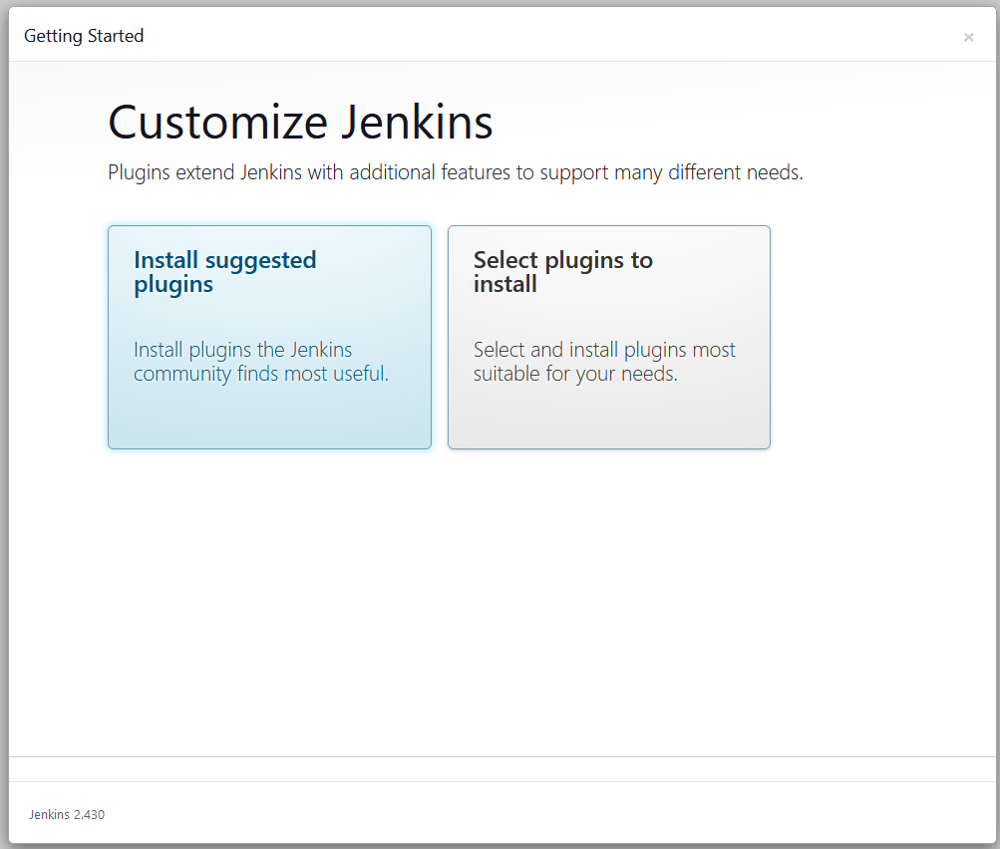 Getting Started
×
Customize Jenkins
Plugins extend Jenkins with additional features to support many different needs.
Install suggested
plugins
Install plugins the Jenkins
community finds most useful.
Select plugins to
install
Select and install plugins most
suitable for your needs.
Jenkins 2.430